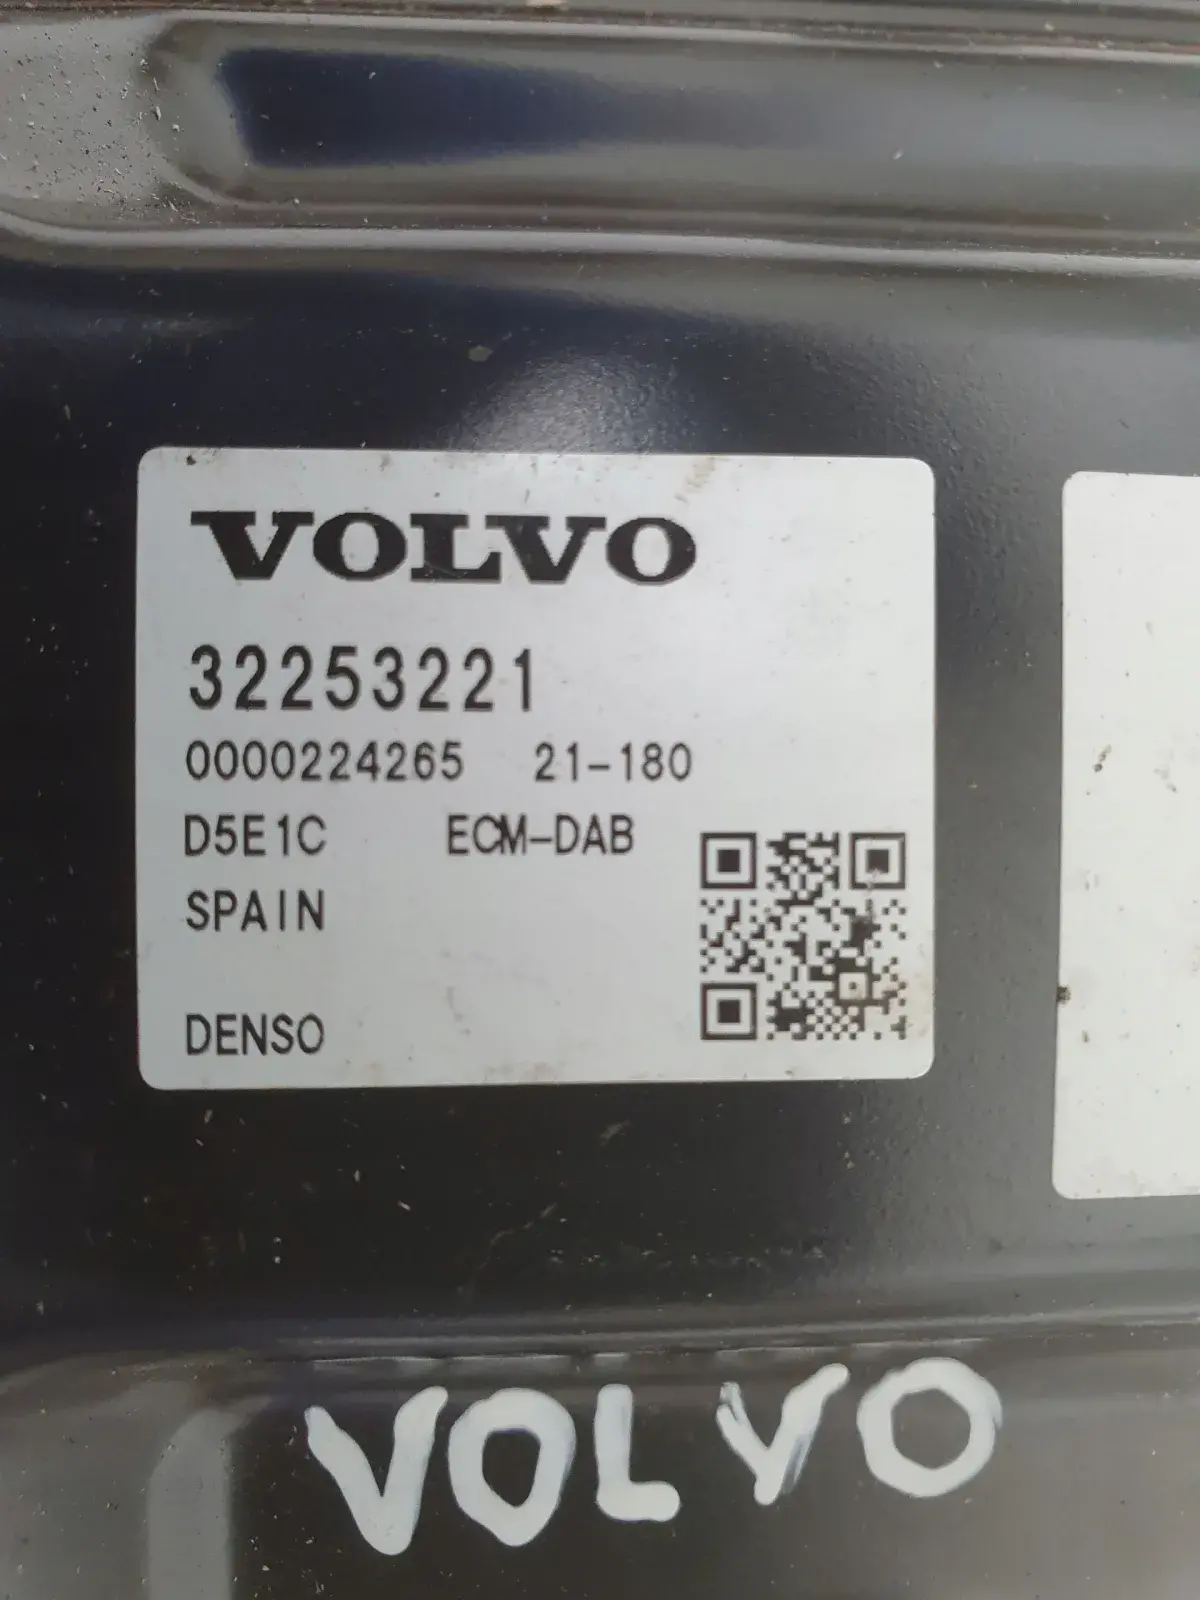 VOLVO
32253221
0000224265 21-180
D5E1C ECM-DAB
SPAIN
DENSO
VOLVO